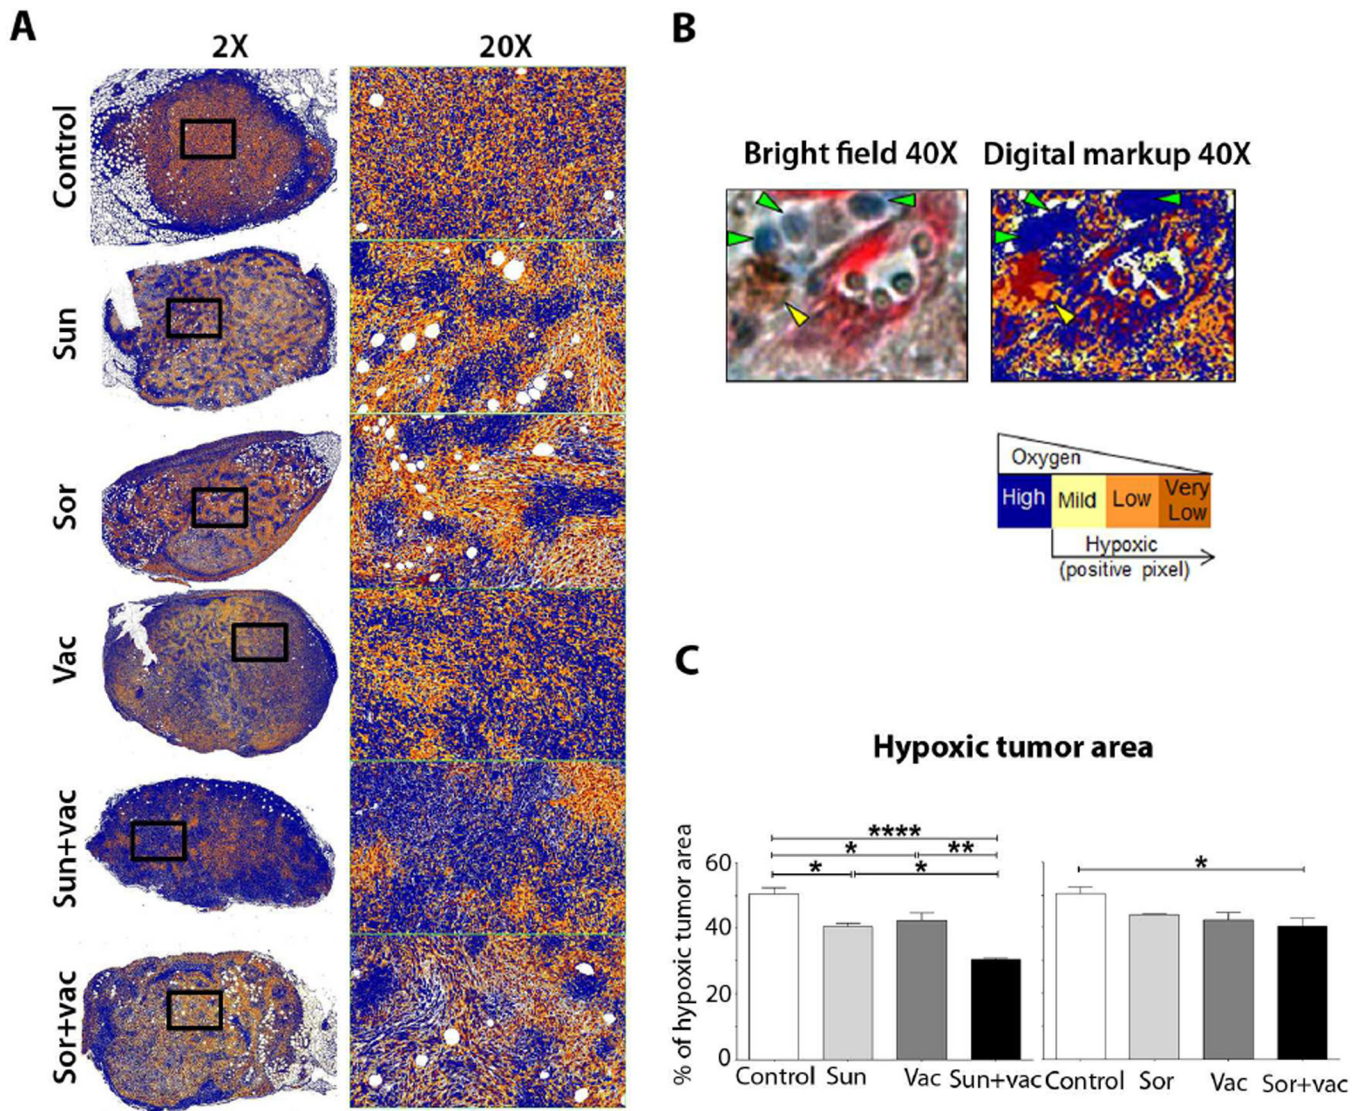 A
2X
20X
Control
Sun
Sor
Vac
Sun+vac
Sor+vac
B
Bright field 40X
Digital markup 40X
Oxygen
High
Mild
Low
Very
Low
Hypoxic
(positive pixel)
C
Hypoxic tumor area
% of hypoxic tumor area
60
40
20
0
****
*
**
*
*
Control
Sun
Vac
Sun+vac
*
Control
Sor
Vac
Sor+vac